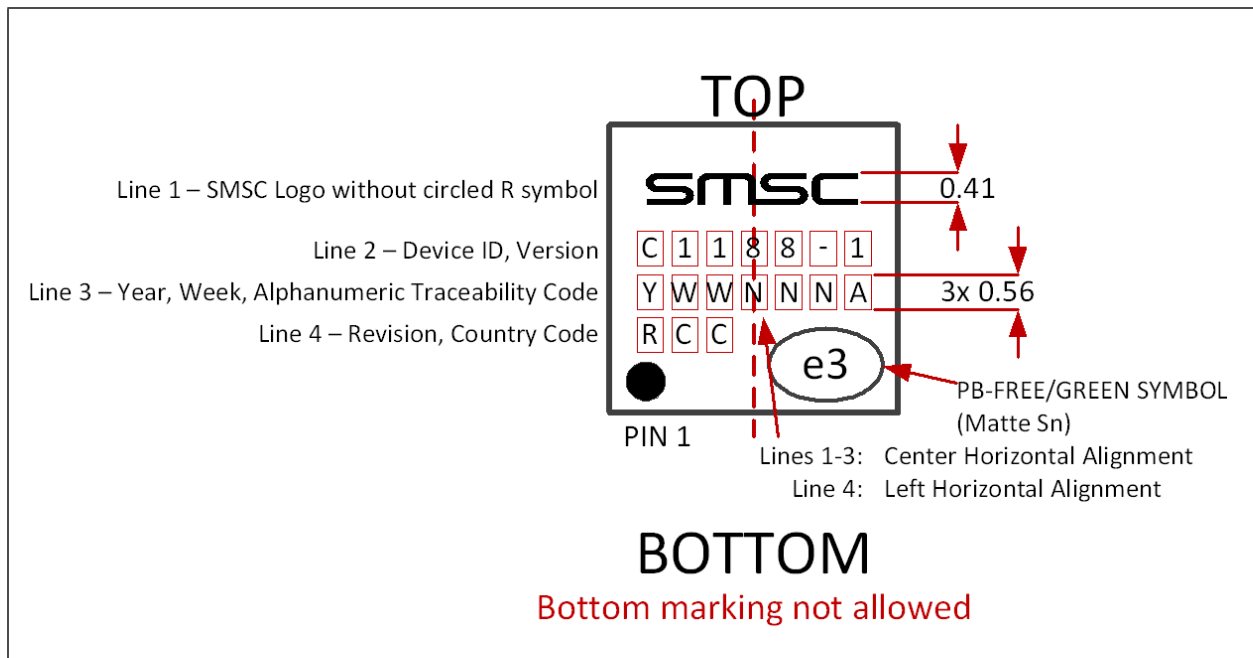 TOP
Line 1 – SMSC Logo without circled R symbol
smsc
0.41
Line 2 – Device ID, Version
C 1 1 8 8 - 1
Line 3 – Year, Week, Alphanumeric Traceability Code
Y W W N N N A
3x 0.56
Line 4 – Revision, Country Code
R C C
e3
PB-FREE/GREEN SYMBOL
(Matte Sn)
PIN 1
Lines 1-3: Center Horizontal Alignment
Line 4: Left Horizontal Alignment
BOTTOM
Bottom marking not allowed